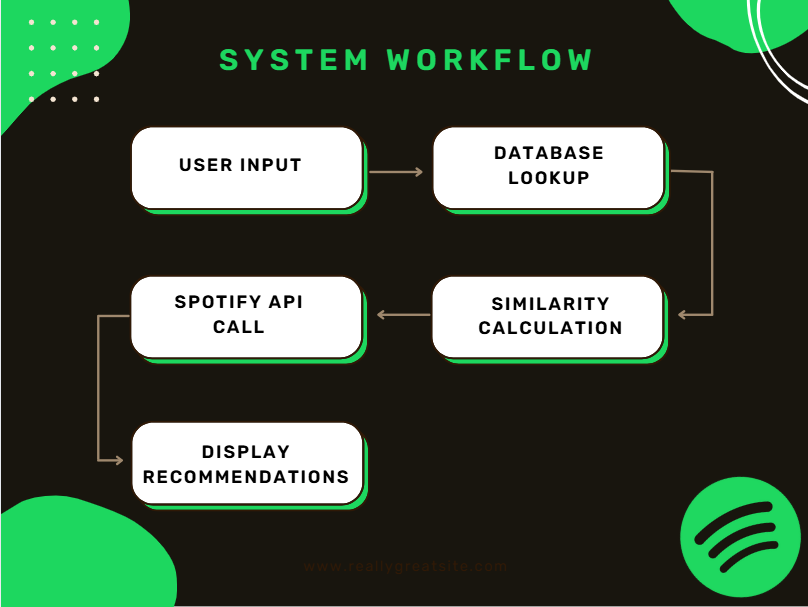 SYSTEM WORKFLOW
USER INPUT
DATABASE
LOOKUP
SIMILARITY
CALCULATION
SPOTIFY API
CALL
DISPLAY
RECOMMENDATIONS
www.reallygreatsite.com